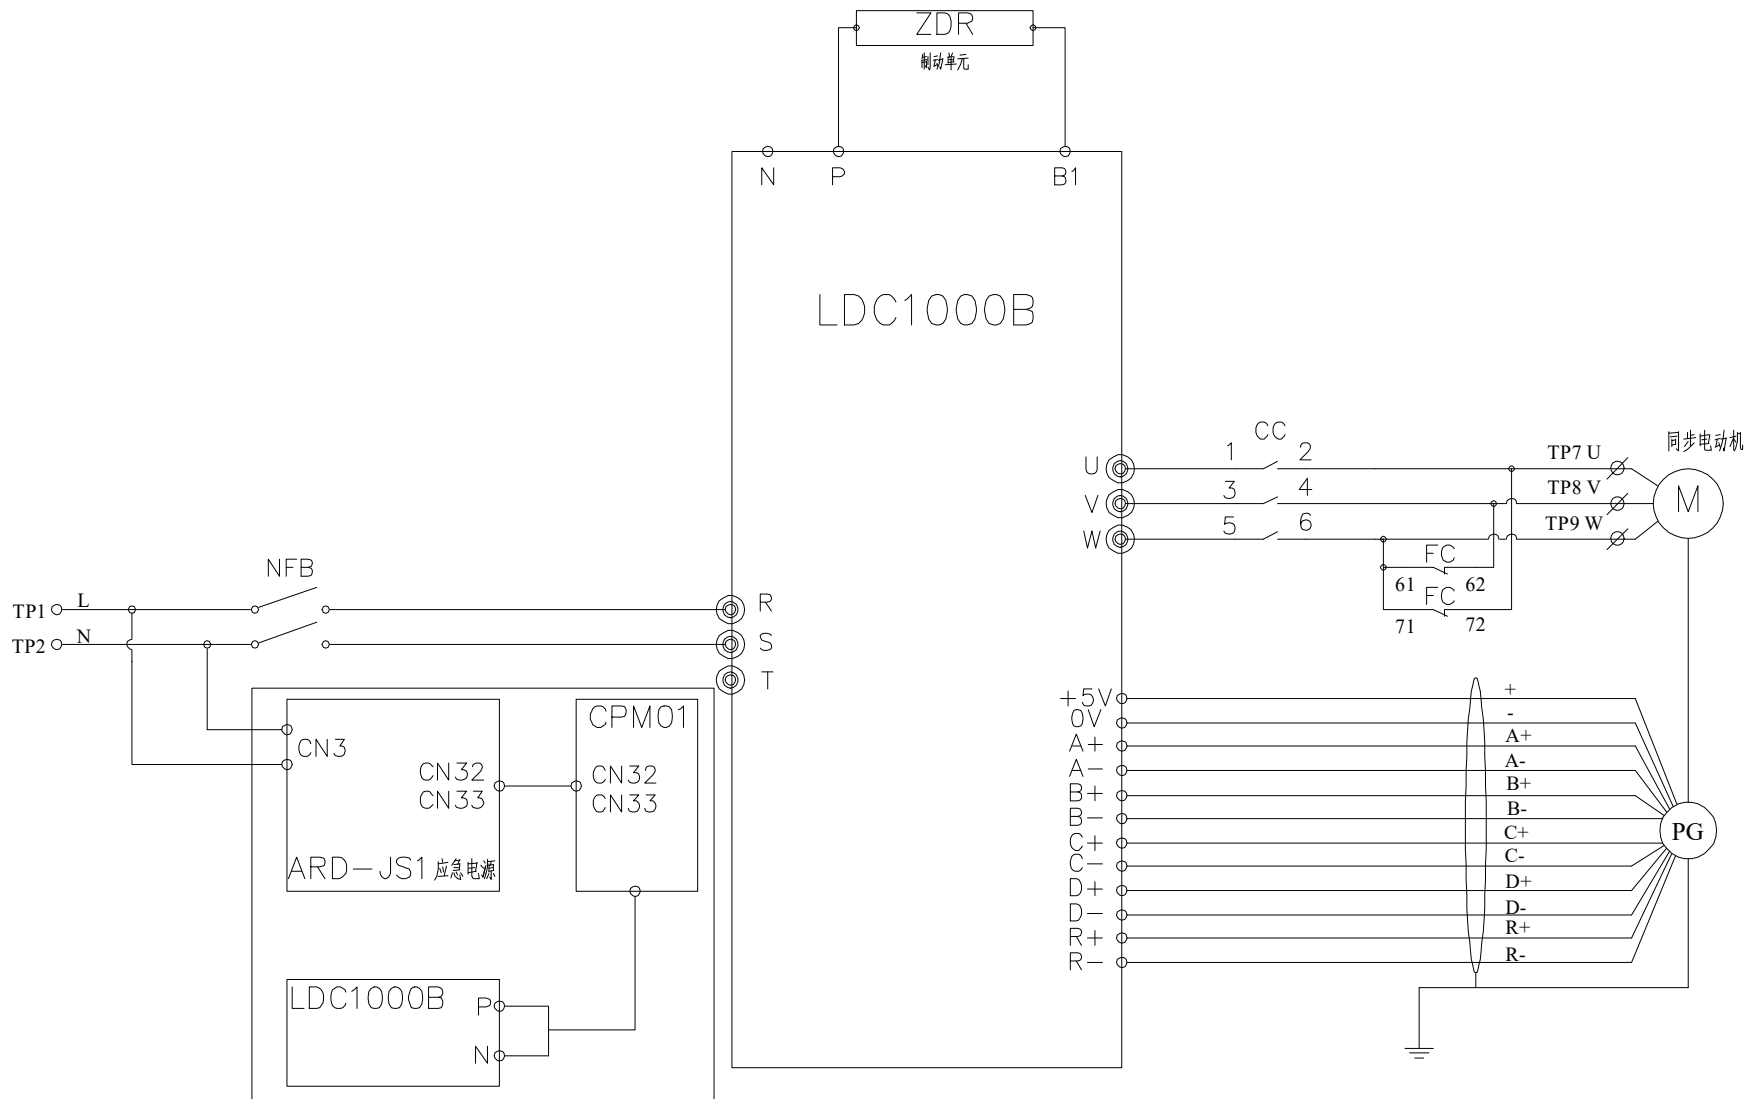 ZDR
制动单元
N P B1
LDC1000B
同步电动机
CC
U 1 2 TP7 U
V 3 4 TP8 V
M
W 5 6 TP9 W
FC
61 62
FC
71 72
NFB
TP1 L R
TP2 N S
T
CN3
CN32
CN33
ARD-JS1 应急电源
CPM01
CN32
CN33
LDC1000B
P
N
+5V +
0V -
A+ A+
A- A-
B+ B+
B- B-
C+ C+
C- C-
D+ D+
D- D-
R+ R+
R- R-
PG